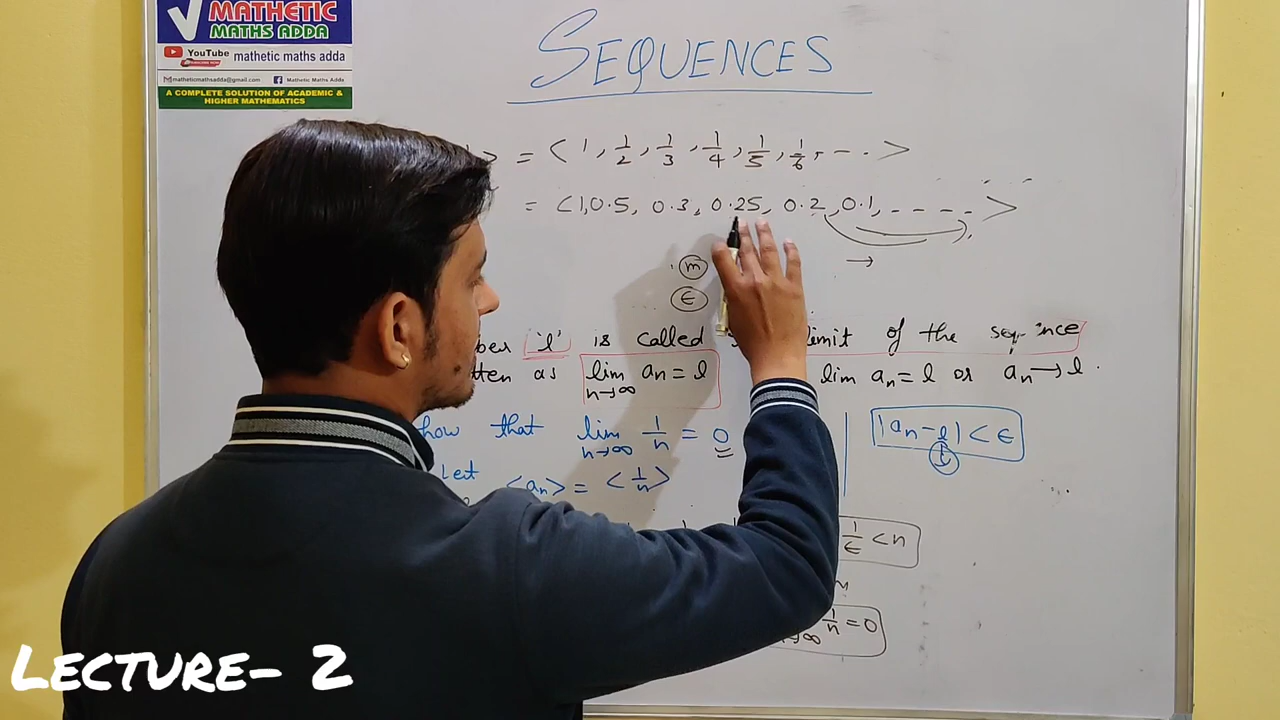 MATHETIC
MATHS ADDA
YouTube mathetic maths adda
matheticmathsadda@gmail.com Mathetic Maths Adda
A COMPLETE SOLUTION OF ACADEMIC &
HIGHER MATHEMATICS
SEQUENCES
> = < 1, 1/2, 1/3, 1/4, 1/5, 1/6, --- >
= <1, 0.5, 0.3, 0.25, 0.2, 0.1, ---- >
→
m
ϵ
'l' is called limit of the sequence
as lim n→∞ an = l lim an = l or an → l .
how that lim n→∞ 1/n = 0 |an - l| < ϵ
Let <an> = <1/n>
1/ϵ < n
1/n = 0
LECTURE- 2